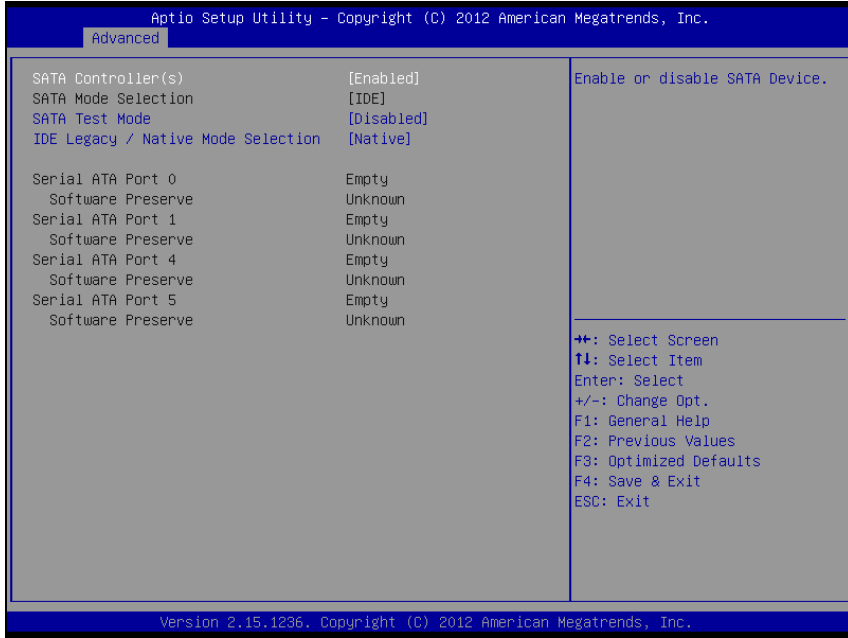 Aptio Setup Utility – Copyright (C) 2012 American Megatrends, Inc.
Advanced
SATA Controller(s) [Enabled]
SATA Mode Selection [IDE]
SATA Test Mode [Disabled]
IDE Legacy / Native Mode Selection [Native]
Serial ATA Port 0 Empty
Software Preserve Unknown
Serial ATA Port 1 Empty
Software Preserve Unknown
Serial ATA Port 4 Empty
Software Preserve Unknown
Serial ATA Port 5 Empty
Software Preserve Unknown
Enable or disable SATA Device.
→←: Select Screen
↑↓: Select Item
Enter: Select
+/-: Change Opt.
F1: General Help
F2: Previous Values
F3: Optimized Defaults
F4: Save & Exit
ESC: Exit
Version 2.15.1236. Copyright (C) 2012 American Megatrends, Inc.